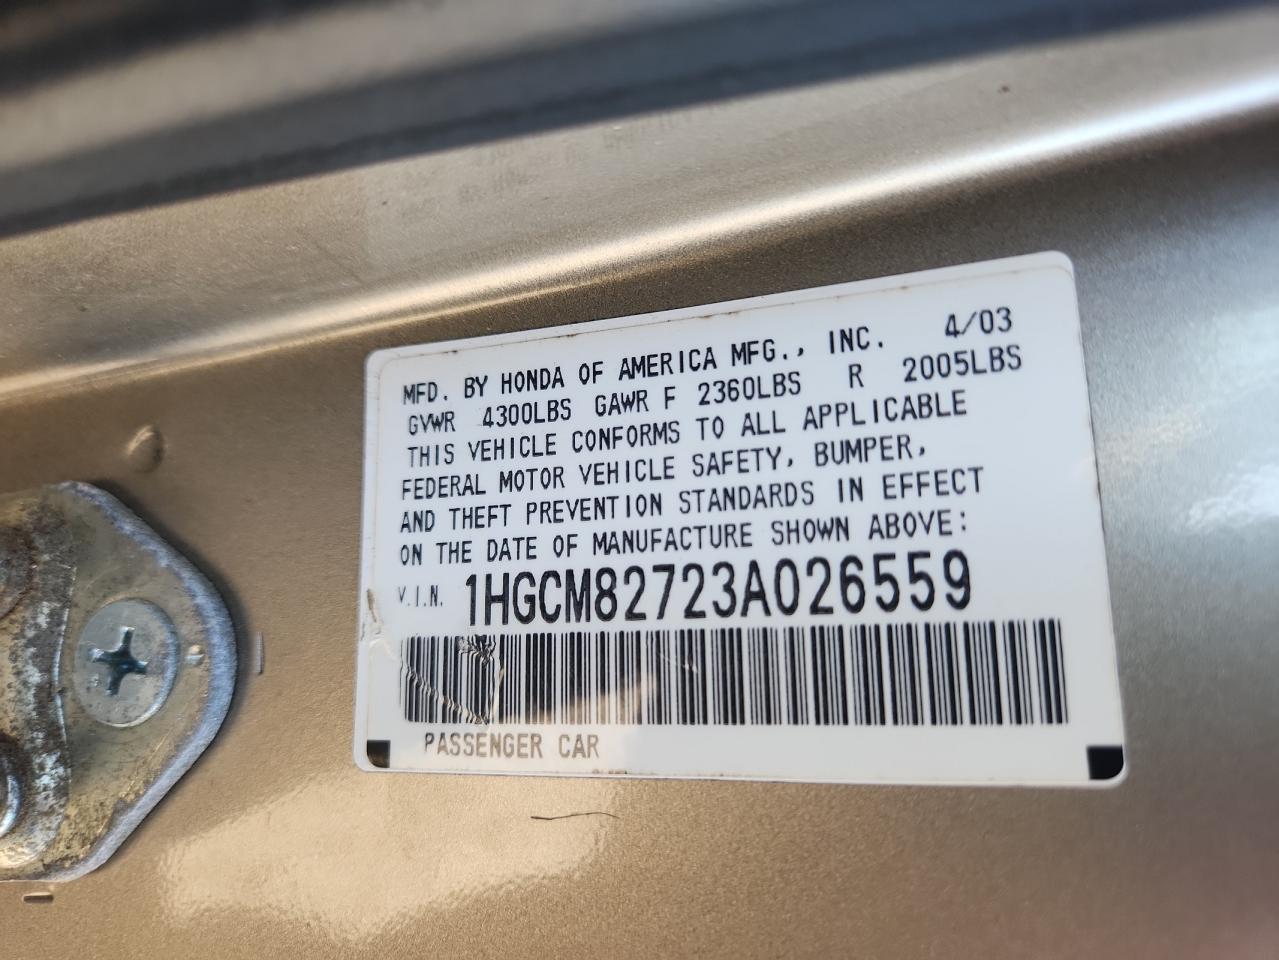 MFD. BY HONDA OF AMERICA MFG., INC. 4/03
GVWR 4300LBS GAWR F 2360LBS R 2005LBS
THIS VEHICLE CONFORMS TO ALL APPLICABLE
FEDERAL MOTOR VEHICLE SAFETY, BUMPER,
AND THEFT PREVENTION STANDARDS IN EFFECT
ON THE DATE OF MANUFACTURE SHOWN ABOVE:
V.I.N. 1HGCM82723A026559
PASSENGER CAR